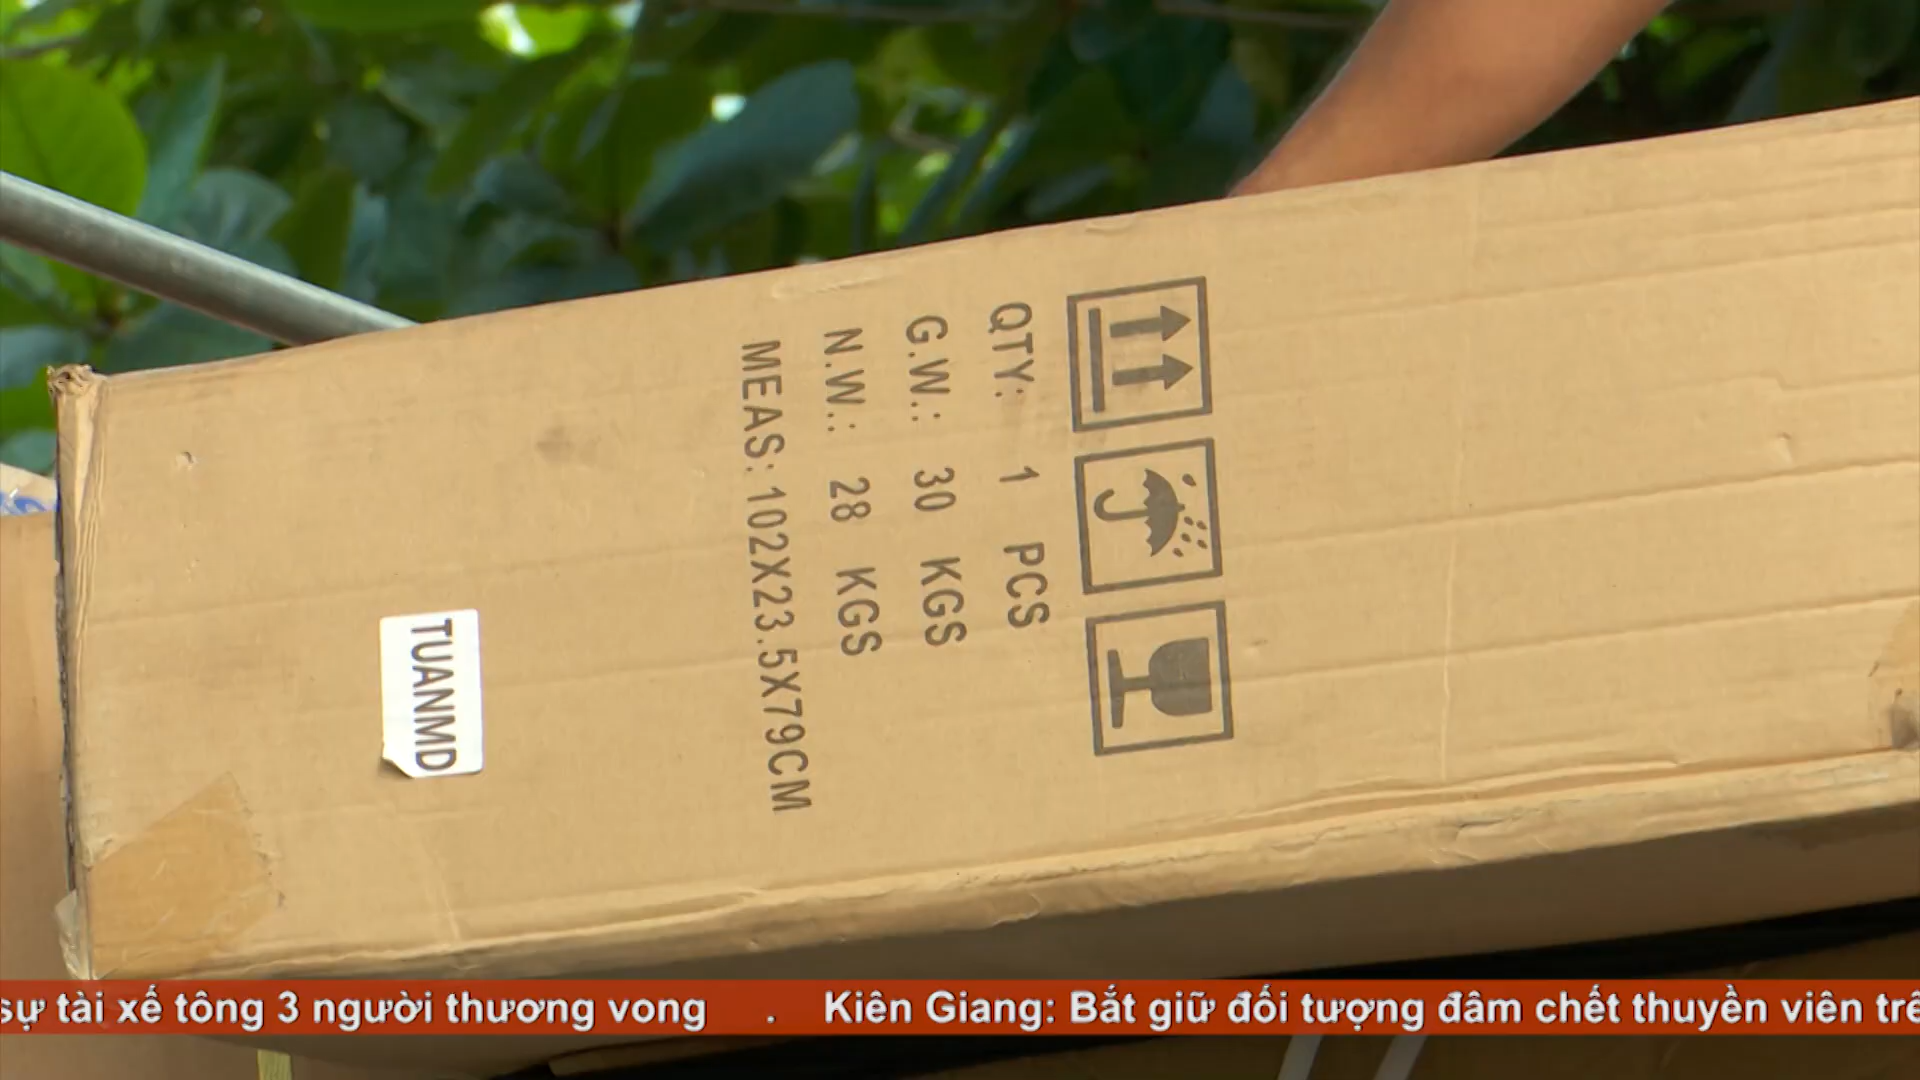 QTY: 1 PCS
G.W.: 30 KGS
N.W.: 28 KGS
MEAS: 102X23.5X79CM
TUANMD
sự tài xế tông 3 người thương vong . Kiên Giang: Bắt giữ đối tượng đâm chết thuyền viên trê